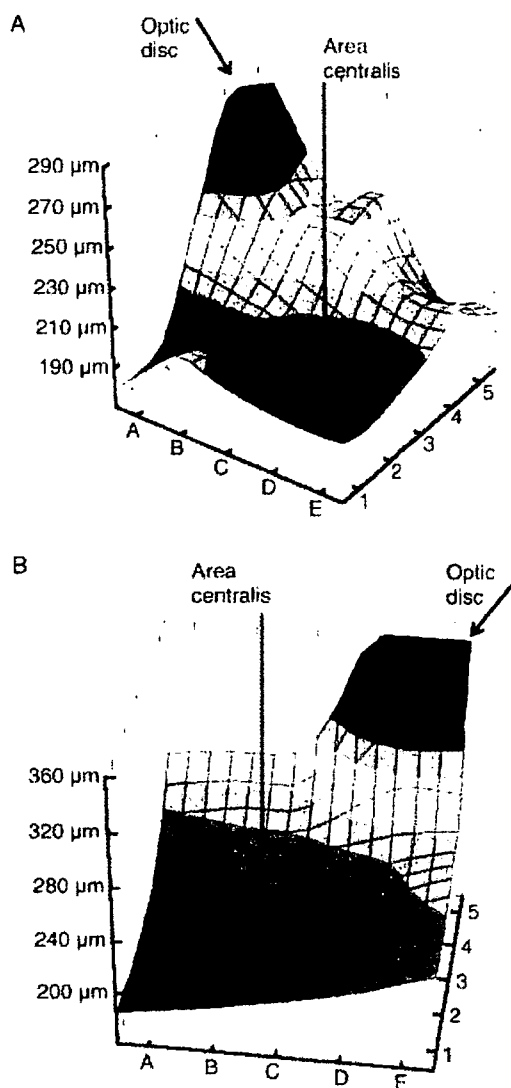 A
Optic
disc
Area
centralis
290 µm
270 µm
250 µm
230 µm
210 µm
190 µm
A
B
C
D
E
1
2
3
4
5
B
Area
centralis
Optic
disc
360 µm
320 µm
280 µm
240 µm
200 µm
A
B
C
D
F
1
2
3
4
5